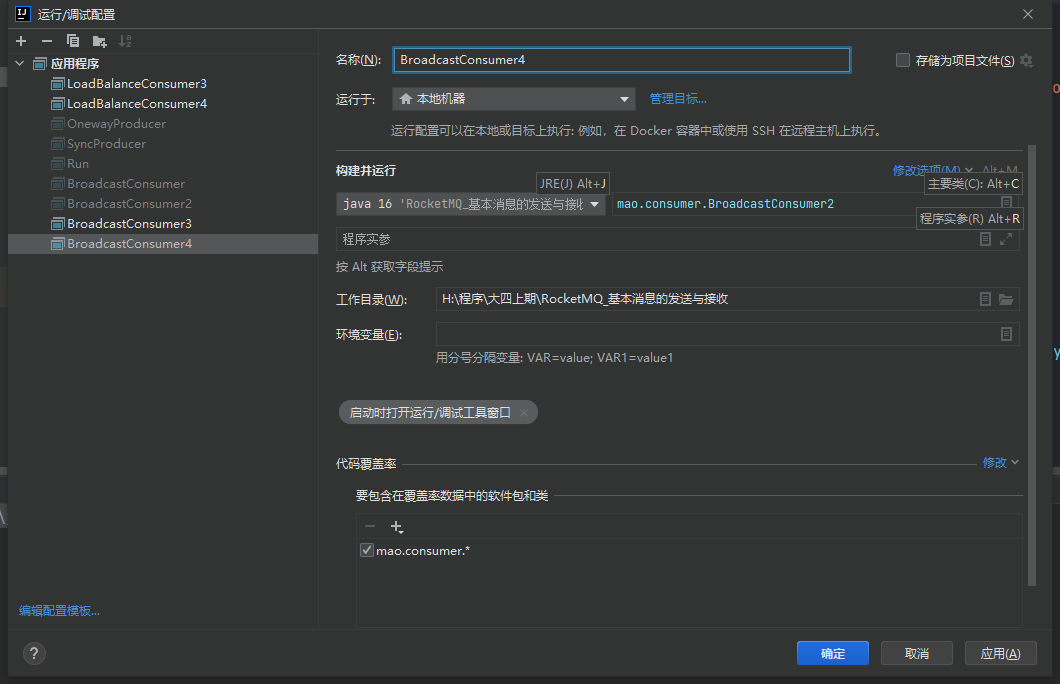 运行/调试配置
应用程序
LoadBalanceConsumer3
LoadBalanceConsumer4
OnewayProducer
SyncProducer
Run
BroadcastConsumer
BroadcastConsumer2
BroadcastConsumer3
BroadcastConsumer4
编辑配置模板...
名称(N):
BroadcastConsumer4
存储为项目文件(S)
运行于:
本地机器
管理目标...
运行配置可以在本地或目标上执行: 例如，在 Docker 容器中或使用 SSH 在远程主机上执行。
构建并运行
修改选项(M)
Alt+M
JRE(J) Alt+J
主要类(C): Alt+C
java 16 'RocketMQ_基本消息的发送与接收
mao.consumer.BroadcastConsumer2
程序实参(R) Alt+R
程序实参
按 Alt 获取字段提示
工作目录(W):
H:\程序\大四上期\RocketMQ_基本消息的发送与接收
环境变量(E):
用分号分隔变量: VAR=value; VAR1=value1
启动时打开运行/调试工具窗口
代码覆盖率
修改
要包含在覆盖率数据中的软件包和类
mao.consumer.*
?
确定
取消
应用(A)